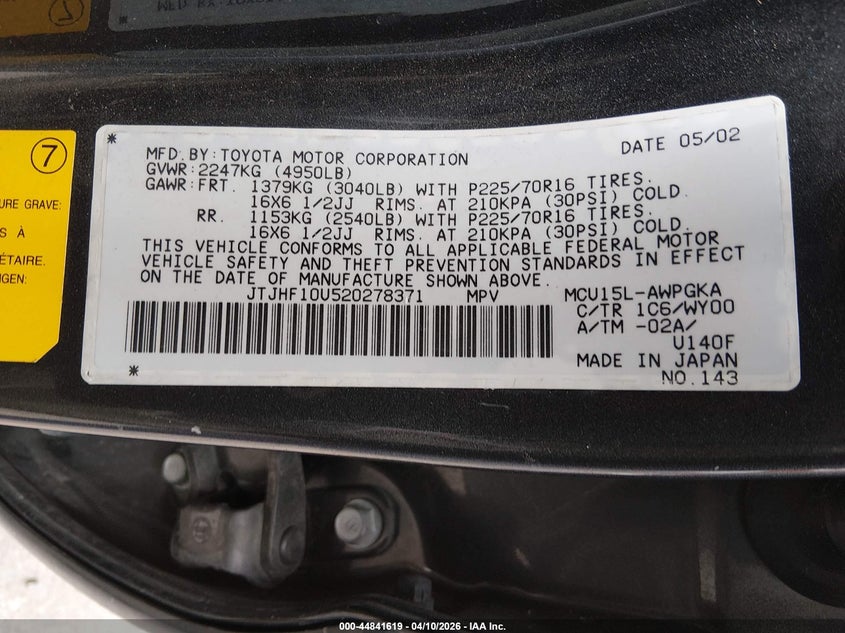 7
URE GRAVE:
S À
ÉTAIRE.
NGEN:
* DATE 05/02
MFD.BY:TOYOTA MOTOR CORPORATION
GVWR:2247KG (4950LB)
GAWR:FRT. 1379KG (3040LB) WITH P225/70R16 TIRES.
16X6 1/2JJ RIMS. AT 210KPA (30PSI) COLD.
RR. 1153KG (2540LB) WITH P225/70R16 TIRES.
16X6 1/2JJ RIMS. AT 210KPA (30PSI) COLD.
THIS VEHICLE CONFORMS TO ALL APPLICABLE FEDERAL MOTOR
VEHICLE SAFETY AND THEFT PREVENTION STANDARDS IN EFFECT
ON THE DATE OF MANUFACTURE SHOWN ABOVE.
JTJHF10U520278371 MPV MCU15L-AWPGKA
C/TR 1C6/WY00
A/TM -02A/
U140F
MADE IN JAPAN
* NO.143
000-44841619 - 04/10/2026 - IAA Inc.